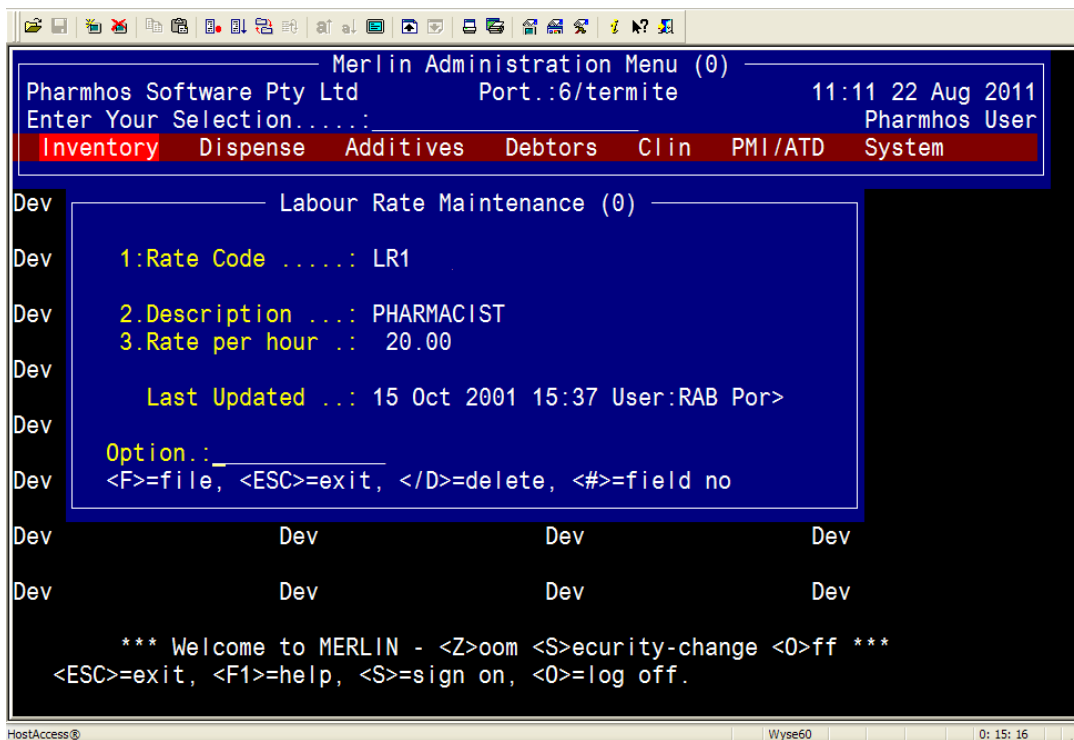 Merlin Administration Menu (0)
Pharmhos Software Pty Ltd Port.:6/termite 11:11 22 Aug 2011
Enter Your Selection.....: Pharmhos User
Inventory Dispense Additives Debtors Clin PMI/ATD System
Dev Labour Rate Maintenance (0)
Dev 1:Rate Code .....: LR1
Dev 2.Description ...: PHARMACIST
3.Rate per hour .: 20.00
Dev
Last Updated ..: 15 Oct 2001 15:37 User:RAB Por>
Dev
Option.:
Dev <F>=file, <ESC>=exit, </D>=delete, <#>=field no
Dev Dev Dev Dev
Dev Dev Dev Dev
*** Welcome to MERLIN - <Z>oom <S>ecurity-change <O>ff ***
<ESC>=exit, <F1>=help, <S>=sign on, <O>=log off.
HostAccess® Wyse60 0: 15: 16